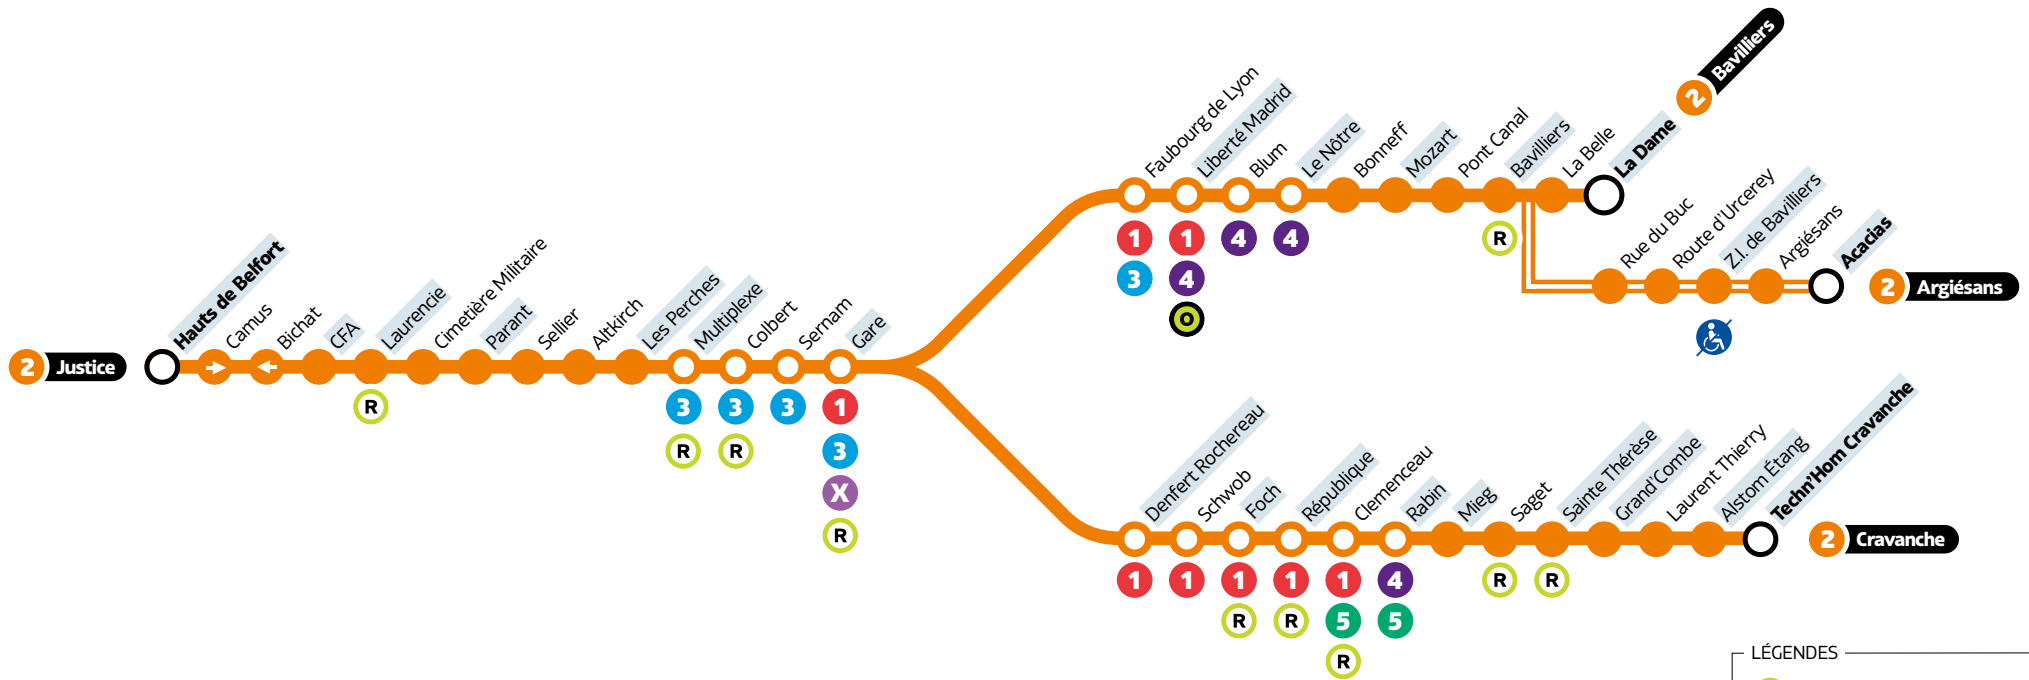 2 Justice
Hauts de Belfort
Camus
Bichat
CFA
Laurencie
R
Cimetière Militaire
Parant
Sellier
Altkirch
Les Perches
Multiplexe
3
R
Colbert
3
R
Sernam
3
Gare
1
3
X
R
Faubourg de Lyon
1
3
Liberté Madrid
1
4
O
Blum
4
Le Nôtre
4
Bonneff
Mozart
Pont Canal
Bavilliers
R
La Belle
La Dame
2 Bavilliers
Rue du Buc
Route d'Urcerey
Z.I. de Bavilliers
Argiésans
Acacias
2 Argiésans
Denfert Rochereau
1
Schwob
1
Foch
1
R
République
1
R
Clemenceau
1
5
R
Rabin
4
5
Mieg
Saget
R
Sainte Thérèse
R
Grand'Combe
Laurent Thierry
Alstom Étang
Techn'Hom Cravanche
2 Cravanche
LÉGENDES